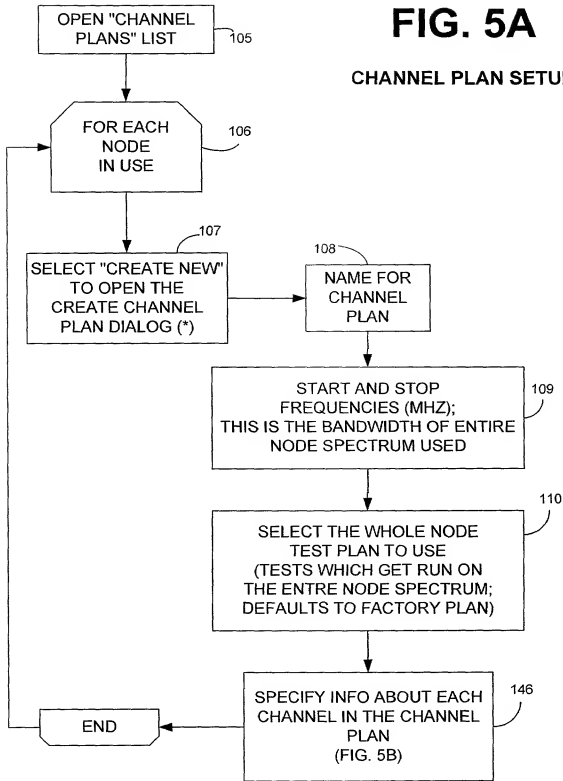 FIG. 5A
CHANNEL PLAN SETU
OPEN "CHANNEL
PLANS" LIST
105
FOR EACH
NODE
IN USE
106
107
SELECT "CREATE NEW"
TO OPEN THE
CREATE CHANNEL
PLAN DIALOG (*)
108
NAME FOR
CHANNEL
PLAN
START AND STOP
FREQUENCIES (MHZ);
THIS IS THE BANDWIDTH OF ENTIRE
NODE SPECTRUM USED
109
110
SELECT THE WHOLE NODE
TEST PLAN TO USE
(TESTS WHICH GET RUN ON
THE ENTRE NODE SPECTRUM;
DEFAULTS TO FACTORY PLAN)
SPECIFY INFO ABOUT EACH
CHANNEL IN THE CHANNEL
PLAN
(FIG. 5B)
146
END